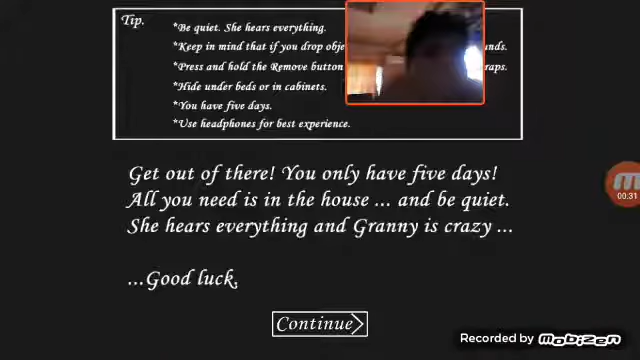 Tip.
*Be quiet. She hears everything.
*Keep in mind that if you drop obje nds.
*Press and hold the Remove button raps.
*Hide under beds or in cabinets.
*You have five days.
*Use headphones for best experience.
Get out of there! You only have five days!
All you need is in the house ... and be quiet.
She hears everything and Granny is crazy ...
...Good luck.
Continue
00:31
Recorded by MOBIZEN